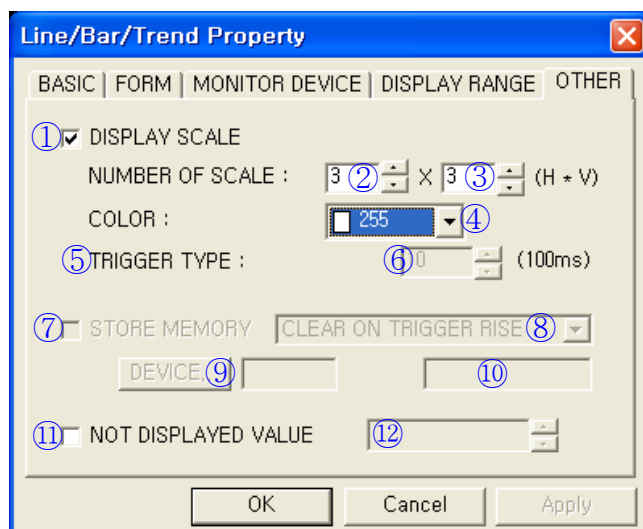 Line/Bar/Trend Property
BASIC FORM MONITOR DEVICE DISPLAY RANGE OTHER
① DISPLAY SCALE
NUMBER OF SCALE : 3 ② X 3 ③ (H * V)
COLOR : 255 ④
⑤ TRIGGER TYPE : ⑥ 0 (100ms)
⑦ STORE MEMORY CLEAR ON TRIGGER RISE ⑧
DEVICE.. ⑨ ⑩
⑪ NOT DISPLAYED VALUE ⑫
OK Cancel Apply